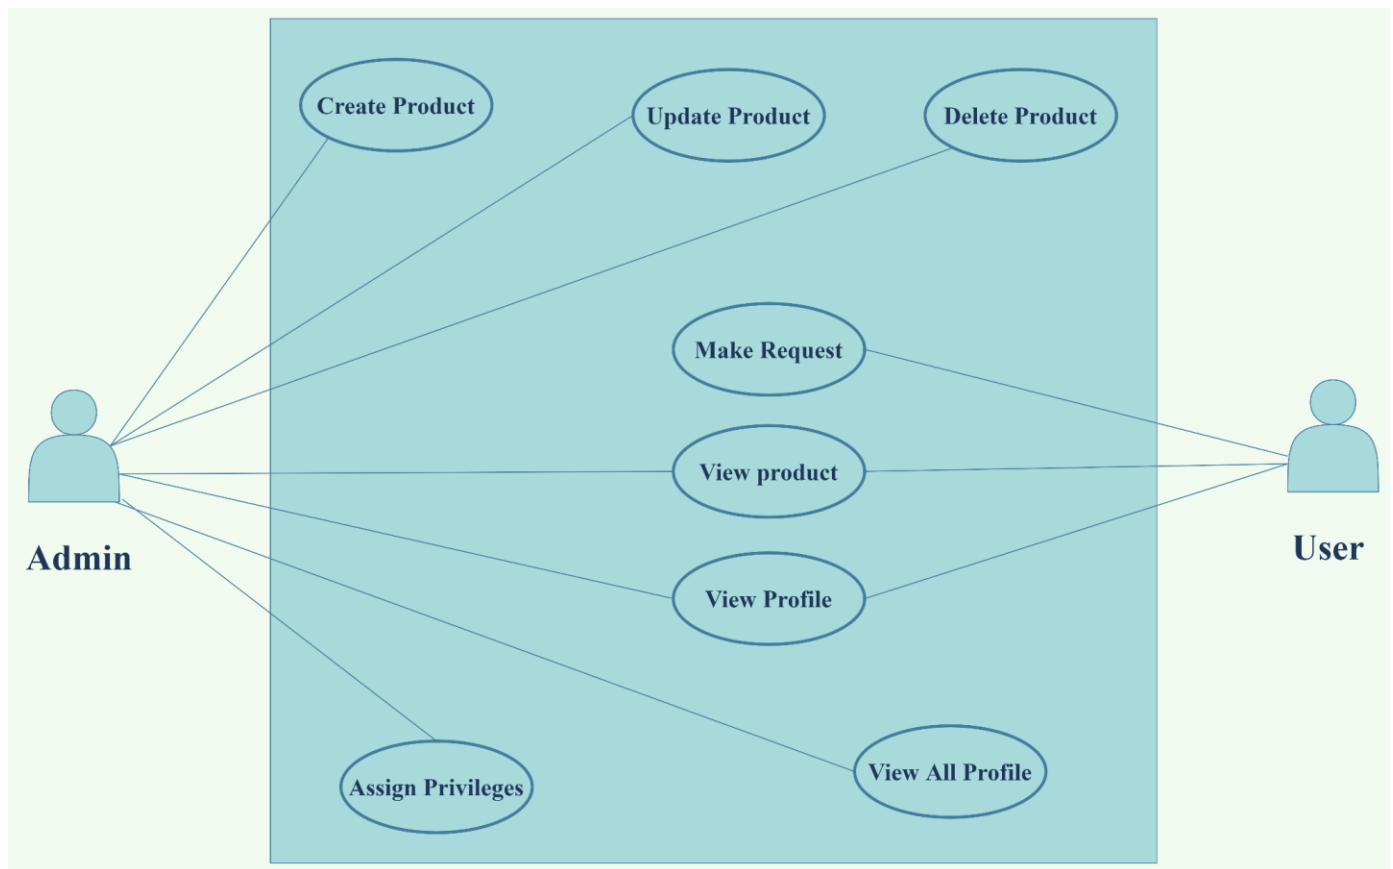 Create Product
Update Product
Delete Product
Make Request
View product
View Profile
Admin
User
Assign Privileges
View All Profile